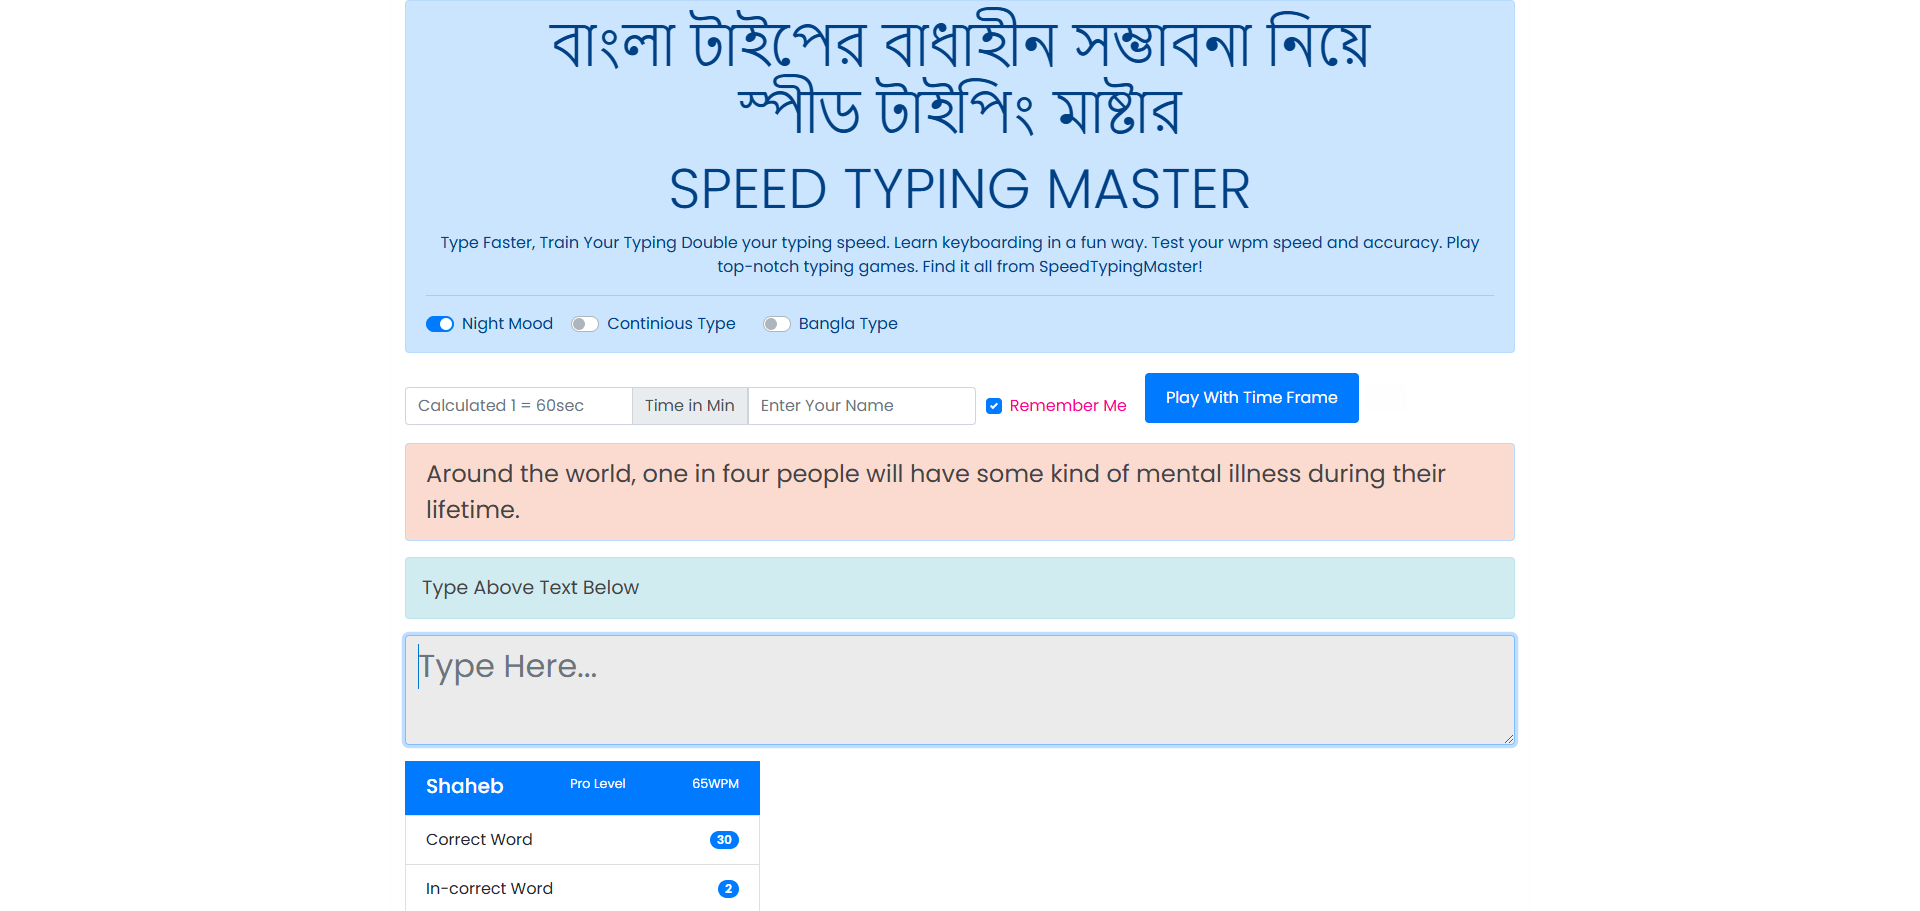 বাংলা টাইপের বাধাহীন সম্ভাবনা নিয়ে
স্পীড টাইপিং মাষ্টার
SPEED TYPING MASTER
Type Faster, Train Your Typing Double your typing speed. Learn keyboarding in a fun way. Test your wpm speed and accuracy. Play
top-notch typing games. Find it all from SpeedTypingMaster!
Night Mood Continious Type Bangla Type
Calculated 1 = 60sec Time in Min Enter Your Name Remember Me Play With Time Frame
Around the world, one in four people will have some kind of mental illness during their
lifetime.
Type Above Text Below
Type Here...
Shaheb Pro Level 65WPM
Correct Word 30
In-correct Word 2